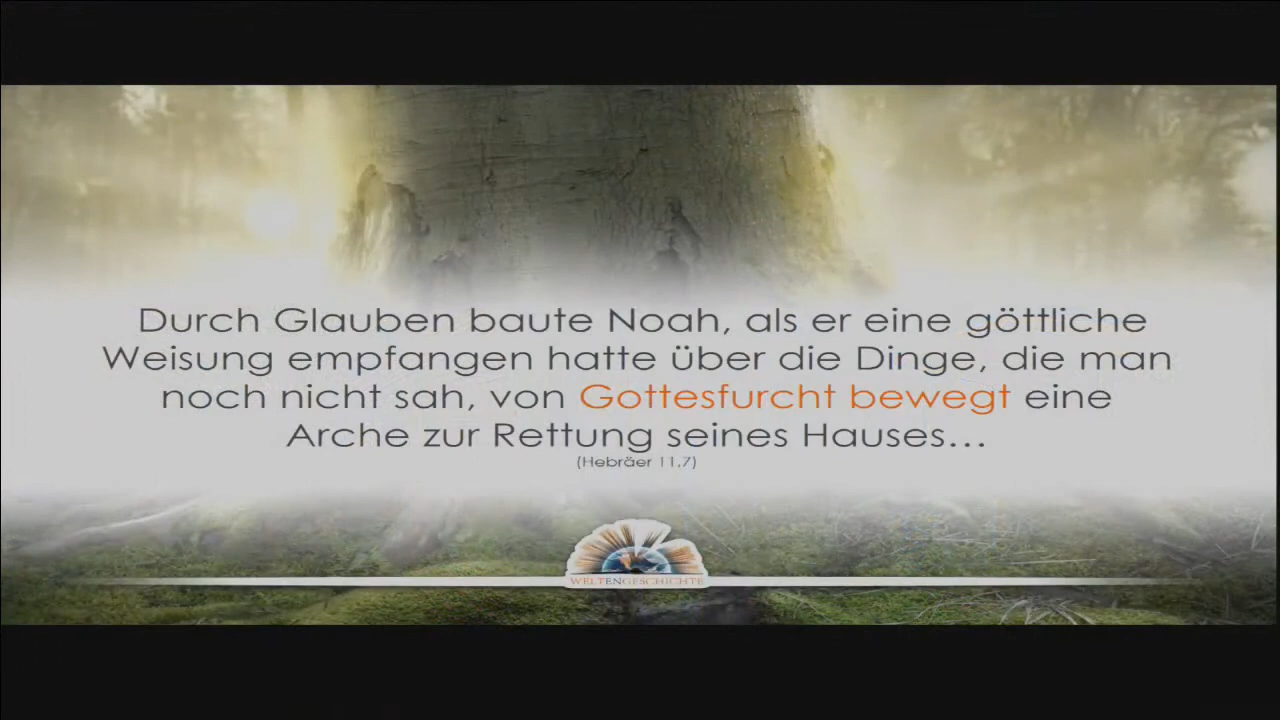 Durch Glauben baute Noah, als er eine göttliche
Weisung empfangen hatte über die Dinge, die man
noch nicht sah, von Gottesfurcht bewegt eine
Arche zur Rettung seines Hauses...
(Hebräer 11,7)
WELTENGESCHICHTE